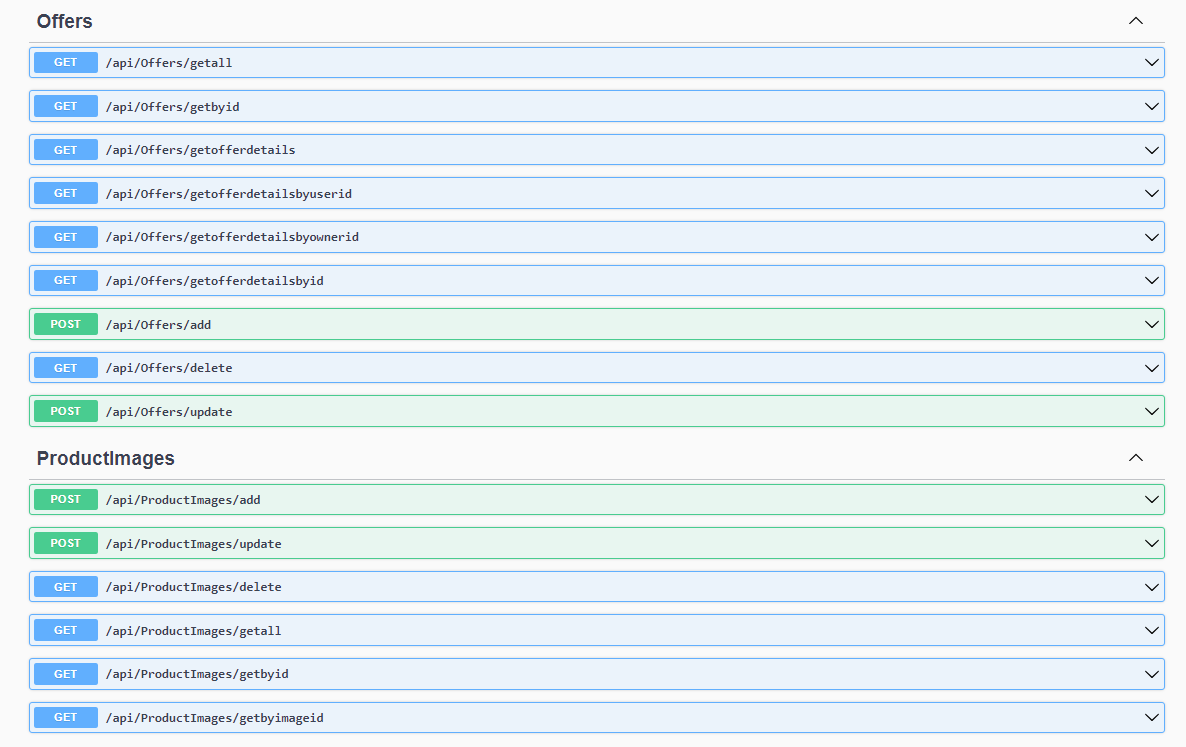 Offers
GET /api/Offers/getall
GET /api/Offers/getbyid
GET /api/Offers/getofferdetails
GET /api/Offers/getofferdetailsbyuserid
GET /api/Offers/getofferdetailsbyownerid
GET /api/Offers/getofferdetailsbyid
POST /api/Offers/add
GET /api/Offers/delete
POST /api/Offers/update
ProductImages
POST /api/ProductImages/add
POST /api/ProductImages/update
GET /api/ProductImages/delete
GET /api/ProductImages/getall
GET /api/ProductImages/getbyid
GET /api/ProductImages/getbyimageid